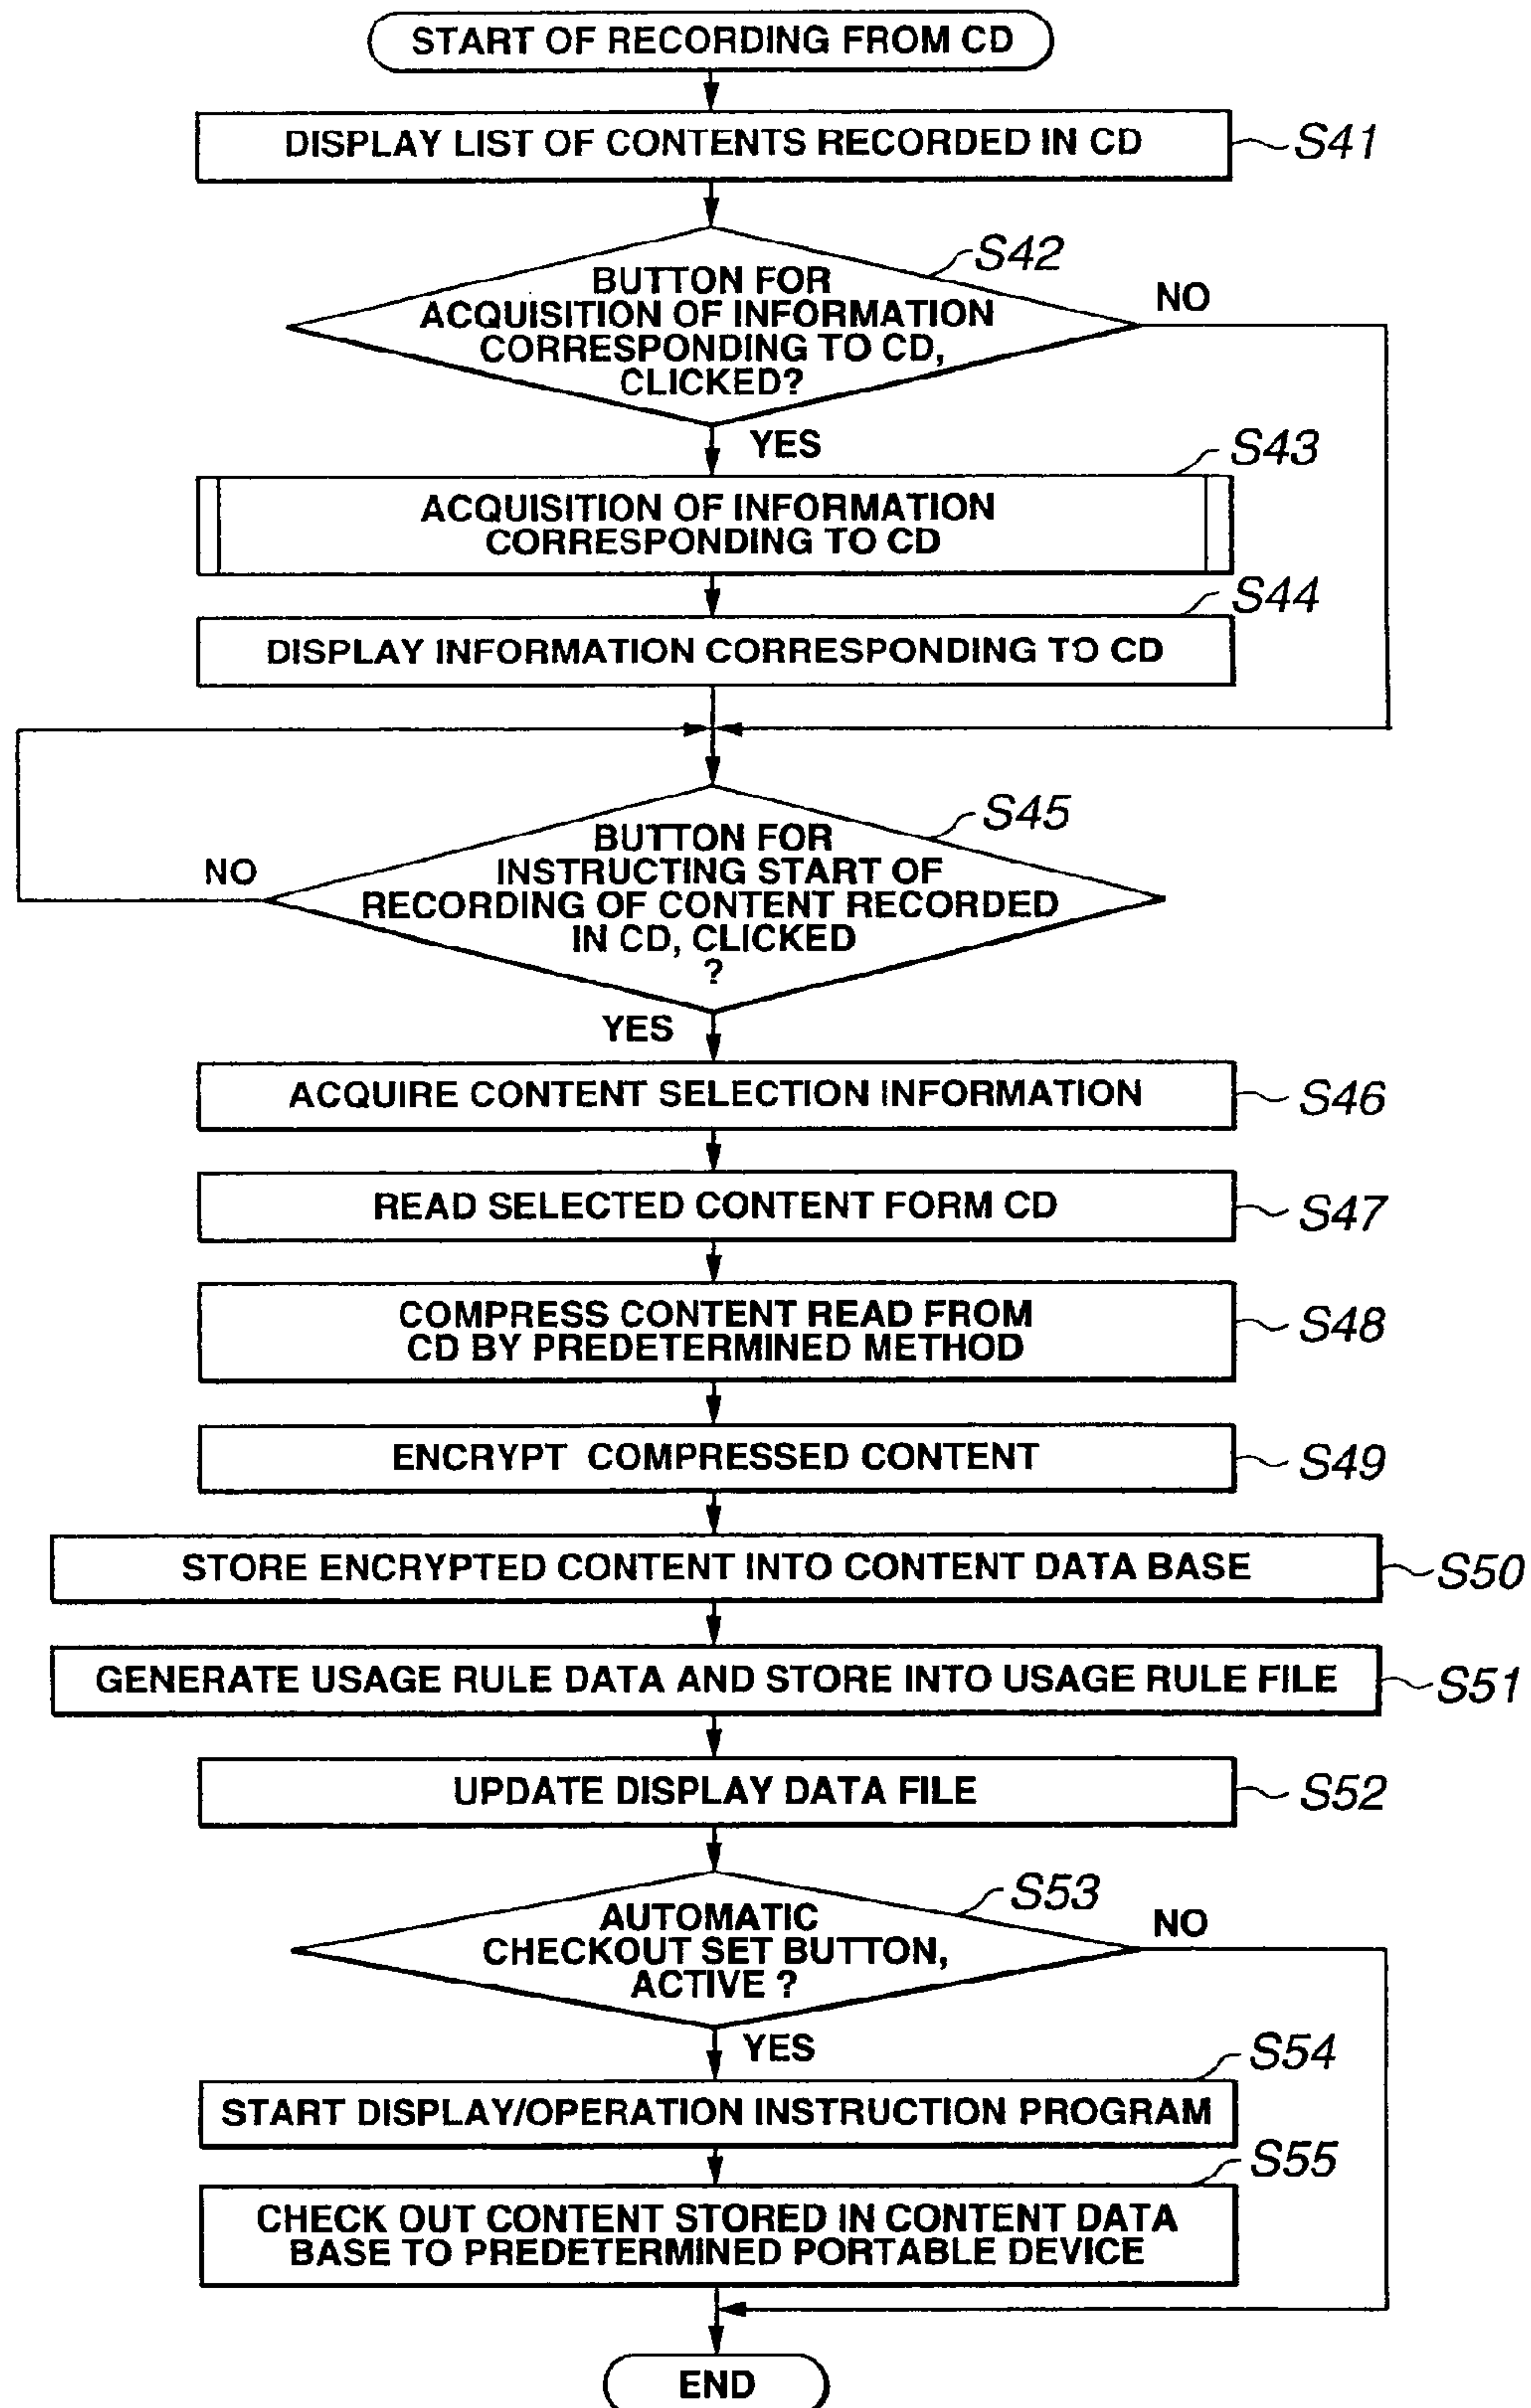 START OF RECORDING FROM CD
DISPLAY LIST OF CONTENTS RECORDED IN CD
S41
S42
BUTTON FOR
ACQUISITION OF INFORMATION
CORRESPONDING TO CD,
CLICKED?
NO
YES
S43
ACQUISITION OF INFORMATION
CORRESPONDING TO CD
S44
DISPLAY INFORMATION CORRESPONDING TO CD
S45
BUTTON FOR
INSTRUCTING START OF
RECORDING OF CONTENT RECORDED
IN CD, CLICKED
?
NO
YES
ACQUIRE CONTENT SELECTION INFORMATION
S46
READ SELECTED CONTENT FORM CD
S47
COMPRESS CONTENT READ FROM
CD BY PREDETERMINED METHOD
S48
ENCRYPT COMPRESSED CONTENT
S49
STORE ENCRYPTED CONTENT INTO CONTENT DATA BASE
S50
GENERATE USAGE RULE DATA AND STORE INTO USAGE RULE FILE
S51
UPDATE DISPLAY DATA FILE
S52
S53
AUTOMATIC
CHECKOUT SET BUTTON,
ACTIVE ?
NO
YES
S54
START DISPLAY/OPERATION INSTRUCTION PROGRAM
S55
CHECK OUT CONTENT STORED IN CONTENT DATA
BASE TO PREDETERMINED PORTABLE DEVICE
END